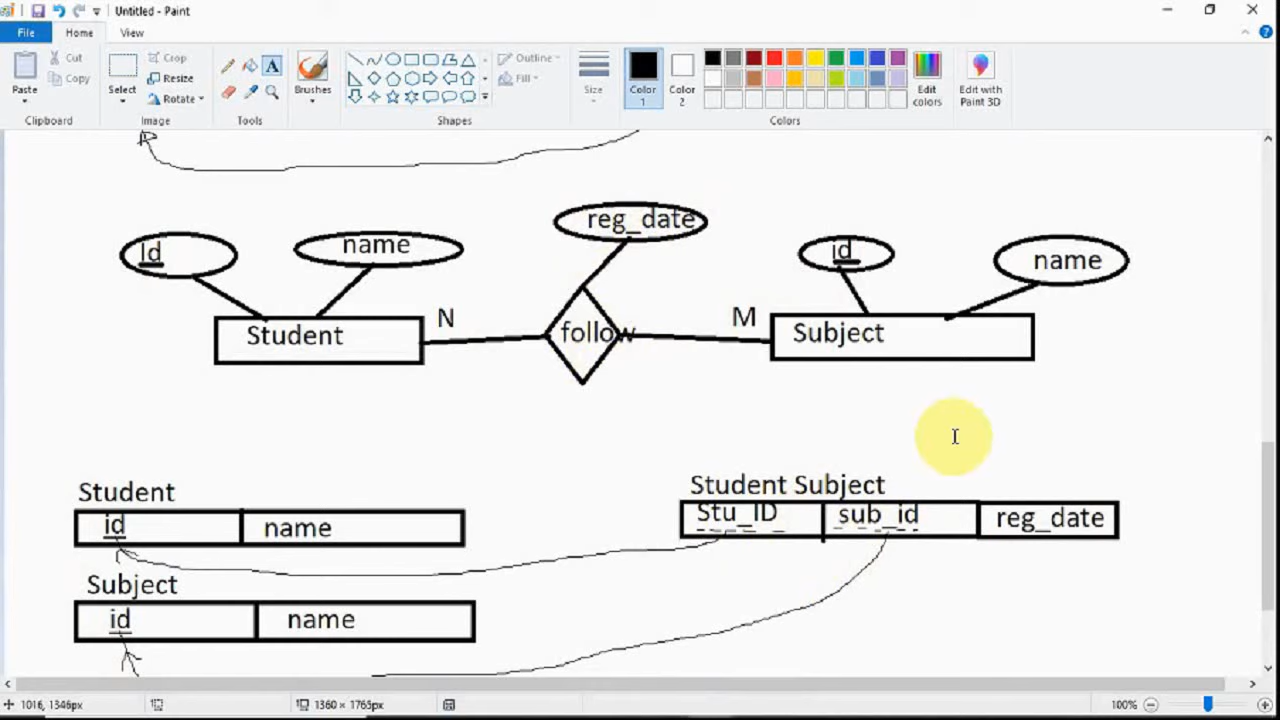 Untitled - Paint
File Home View
Paste
Cut
Copy
Clipboard
Select
Crop
Resize
Rotate
Image
A
Tools
Brushes
Outline
Fill
Shapes
Size
Color 1
Color 2
Edit colors
Colors
Edit with Paint 3D
reg_date
Id name id name
Student N follow M Subject
Student
id name
Student Subject
Stu_ID sub_id reg_date
Subject
id name
1016, 1346px 1360 × 1765px 100%